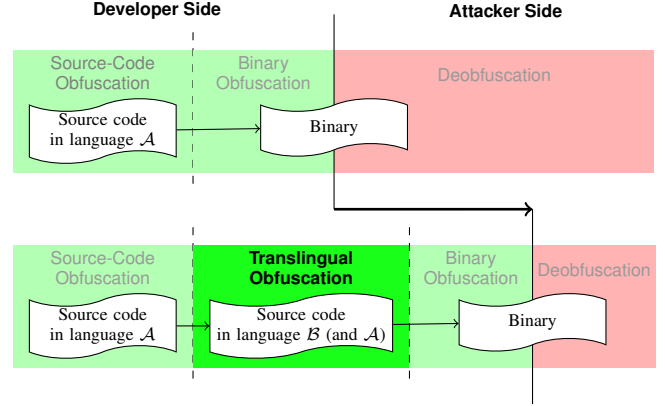 Developer Side
Attacker Side
Source-Code
Obfuscation
Binary
Obfuscation
Deobfuscation
Source code
in language 𝒜
Binary
Source-Code
Obfuscation
Translingual
Obfuscation
Binary
Obfuscation
Deobfuscation
Source code
in language 𝒜
Source code
in language ℬ (and 𝒜)
Binary